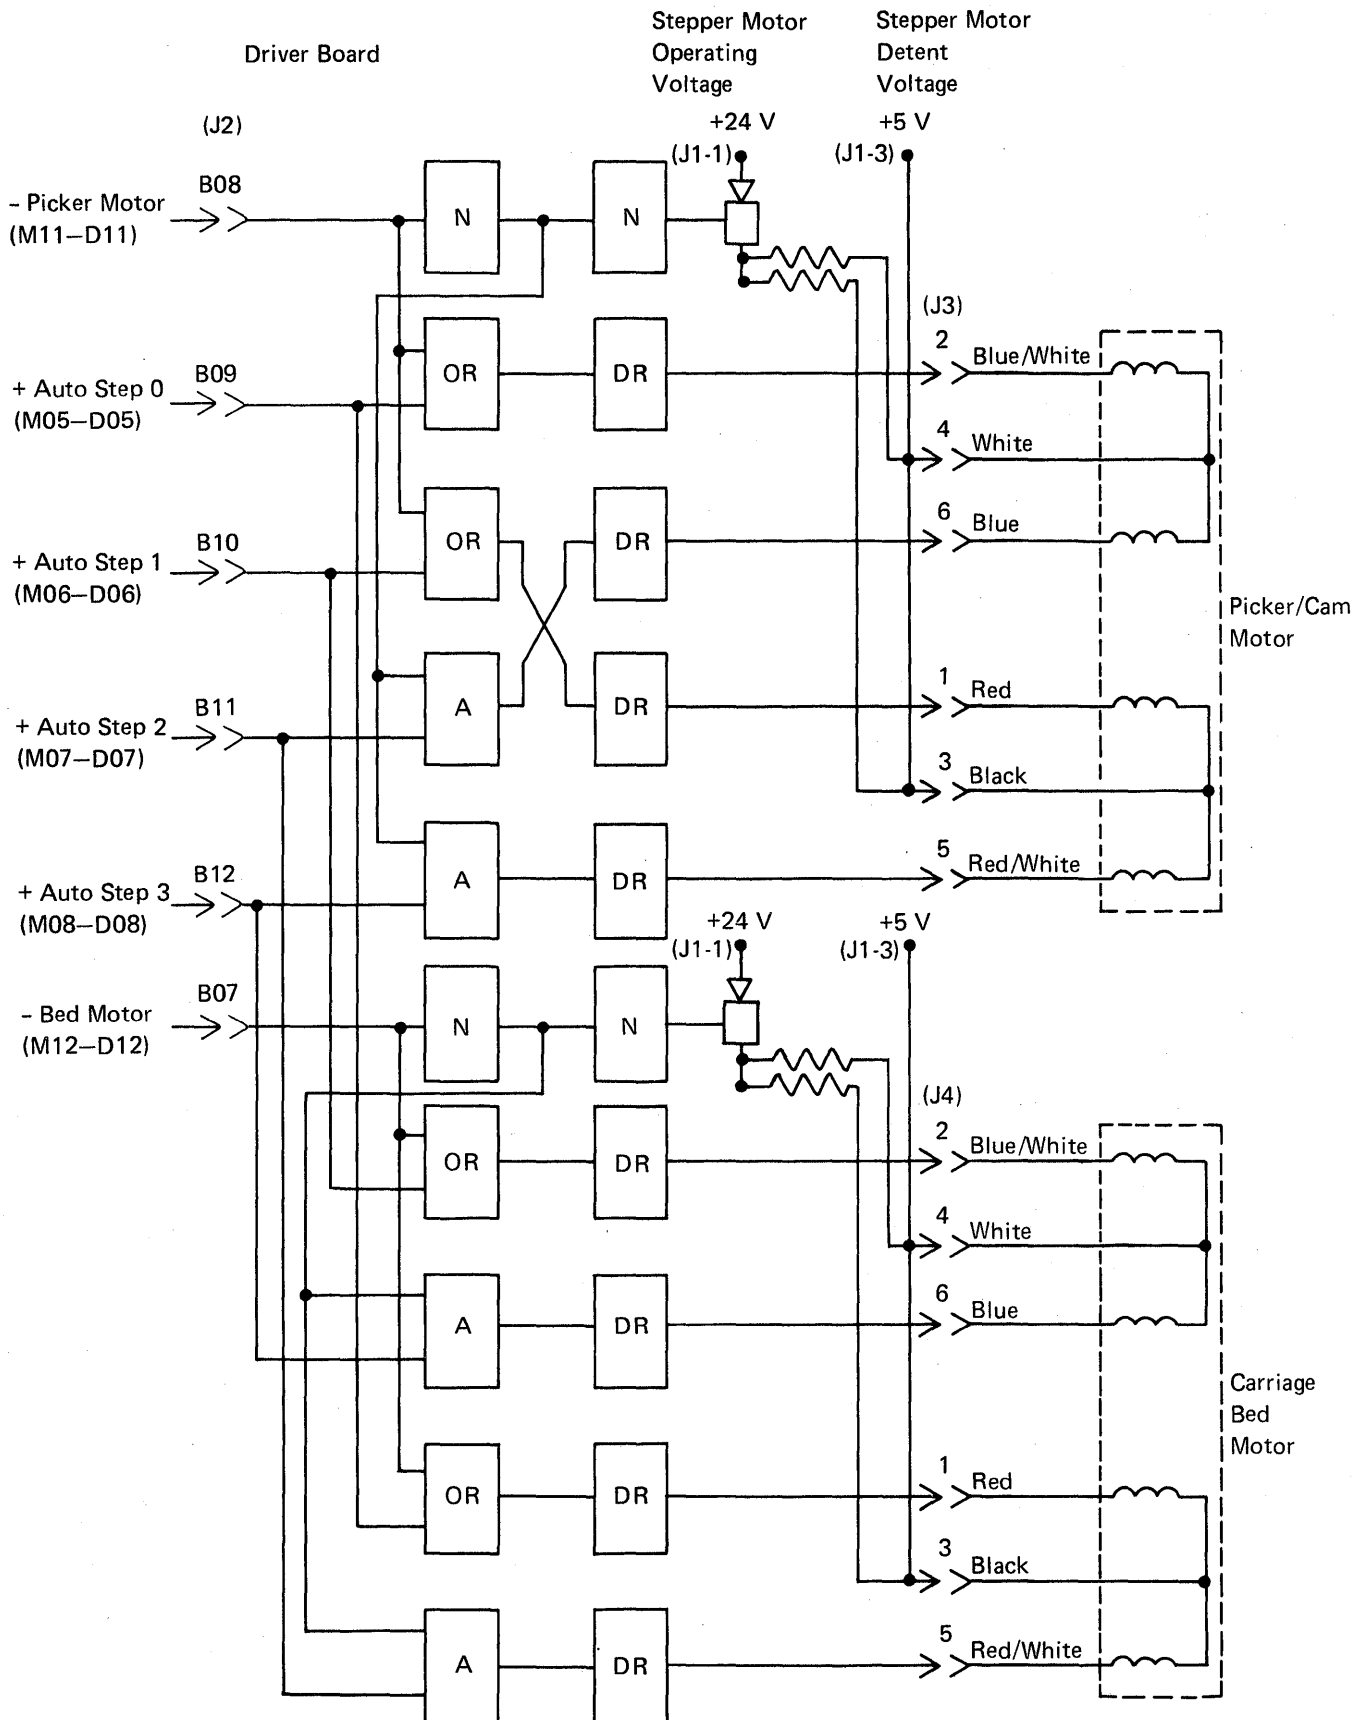 Driver Board
Stepper Motor
Operating
Voltage
Stepper Motor
Detent
Voltage
(J2)
+24 V
(J1-1)
+5 V
(J1-3)
– Picker Motor
(M11–D11)
B08
N
N
(J3)
+ Auto Step 0
(M05–D05)
B09
OR
DR
2
Blue/White
4
White
+ Auto Step 1
(M06–D06)
B10
OR
DR
6
Blue
Picker/Cam
Motor
+ Auto Step 2
(M07–D07)
B11
A
DR
1
Red
3
Black
+ Auto Step 3
(M08–D08)
B12
A
DR
5
Red/White
+24 V
(J1-1)
+5 V
(J1-3)
– Bed Motor
(M12–D12)
B07
N
N
(J4)
OR
DR
2
Blue/White
4
White
A
DR
6
Blue
Carriage
Bed
Motor
OR
DR
1
Red
3
Black
A
DR
5
Red/White